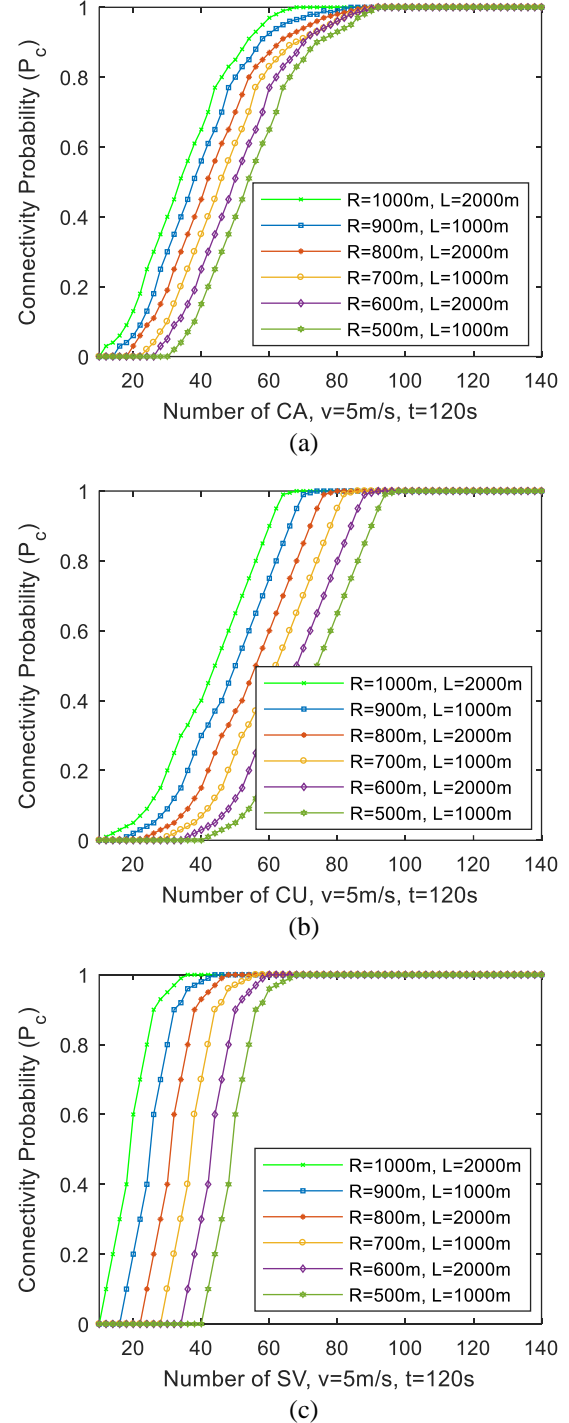 1
0.8
0.6
0.4
0.2
0
Connectivity Probability (Pc)
R=1000m, L=2000m
R=900m, L=1000m
R=800m, L=2000m
R=700m, L=1000m
R=600m, L=2000m
R=500m, L=1000m
20 40 60 80 100 120 140
Number of CA, v=5m/s, t=120s
(a)
1
0.8
0.6
0.4
0.2
0
Connectivity Probability (Pc)
R=1000m, L=2000m
R=900m, L=1000m
R=800m, L=2000m
R=700m, L=1000m
R=600m, L=2000m
R=500m, L=1000m
20 40 60 80 100 120 140
Number of CU, v=5m/s, t=120s
(b)
1
0.8
0.6
0.4
0.2
0
Connectivity Probability (Pc)
R=1000m, L=2000m
R=900m, L=1000m
R=800m, L=2000m
R=700m, L=1000m
R=600m, L=2000m
R=500m, L=1000m
20 40 60 80 100 120 140
Number of SV, v=5m/s, t=120s
(c)